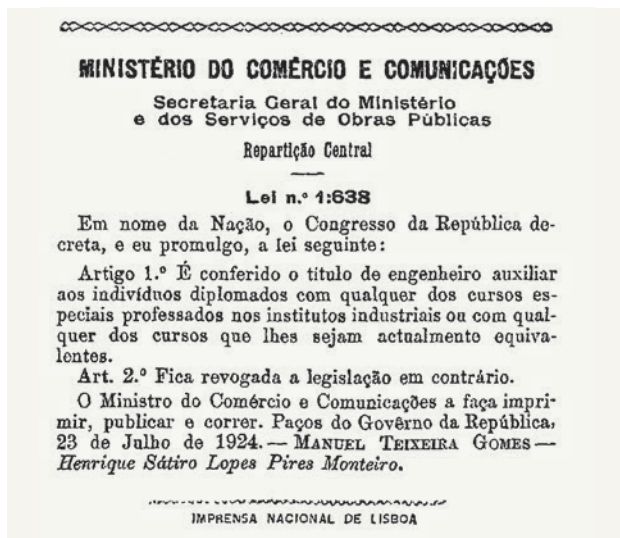 MINISTÉRIO DO COMÉRCIO E COMUNICAÇÕES
Secretaria Geral do Ministério
e dos Serviços de Obras Públicas
Repartição Central
Lei n.º 1:638
Em nome da Nação, o Congresso da República de-
creta, e eu promulgo, a lei seguinte:
Artigo 1.º É conferido o título de engenheiro auxiliar
aos indivíduos diplomados com qualquer dos cursos es-
peciais professados nos institutos industriais ou com qual-
quer dos cursos que lhes sejam actualmente equiva-
lentes.
Art. 2.º Fica revogada a legislação em contrário.
O Ministro do Comércio e Comunicações a faça impri-
mir, publicar e correr. Paços do Govêrno da República,
23 de Julho de 1924.—MANUEL TEIXEIRA GOMES—
Henrique Sátiro Lopes Pires Monteiro.
IMPRENSA NACIONAL DE LISBOA